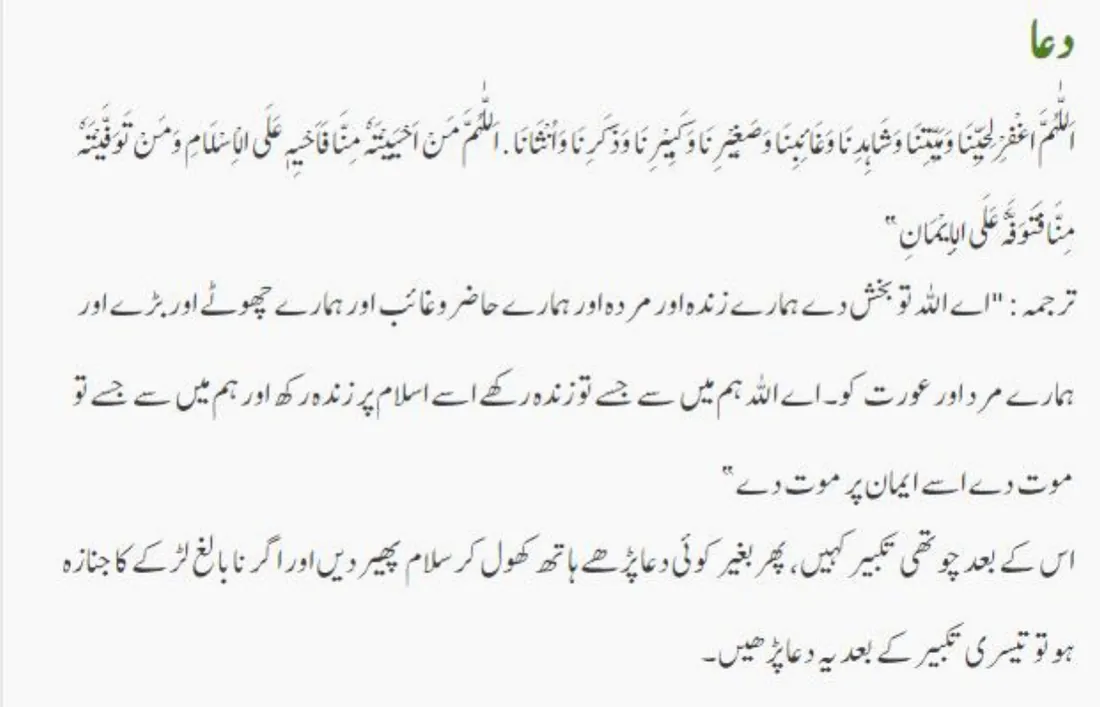 دعا
اَللّٰهُمَّ اغْفِرْ لِحَيِّنَا وَمَيِّتِنَا وَشَاهِدِنَا وَغَائِبِنَا وَصَغِيْرِنَا وَكَبِيْرِنَا وَذَكَرِنَا وَاُنْثَانَا. اَللّٰهُمَّ مَنْ اَحْيَيْتَهٗ مِنَّا فَاَحْيِهٖ عَلَى الْاِسْلَامِ وَمَنْ تَوَفَّيْتَهٗ
مِنَّا فَتَوَفَّهٗ عَلَى الْاِيْمَانِ"
ترجمہ: "اے اللہ تو بخش دے ہمارے زندہ اور مردہ اور ہمارے حاضر و غائب اور ہمارے چھوٹے اور بڑے اور
ہمارے مرد اور عورت کو۔ اے اللہ ہم میں سے جسے تو زندہ رکھے اسے اسلام پر زندہ رکھ اور ہم میں سے جسے تو
موت دے اسے ایمان پر موت دے"
اس کے بعد چوتھی تکبیر کہیں، پھر بغیر کوئی دعا پڑھے ہاتھ کھول کر سلام پھیر دیں اور اگر نابالغ لڑکے کا جنازہ
ہو تو تیسری تکبیر کے بعد یہ دعا پڑھیں۔